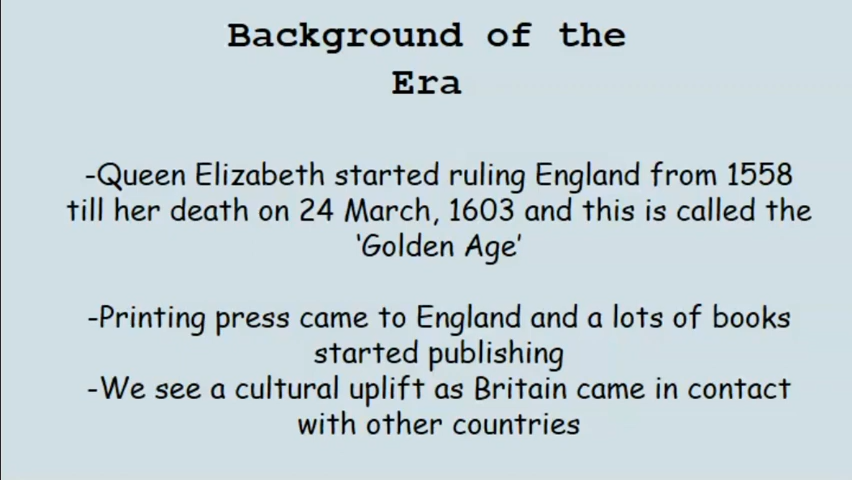 Background of the
Era
-Queen Elizabeth started ruling England from 1558
till her death on 24 March, 1603 and this is called the
‘Golden Age’
-Printing press came to England and a lots of books
started publishing
-We see a cultural uplift as Britain came in contact
with other countries